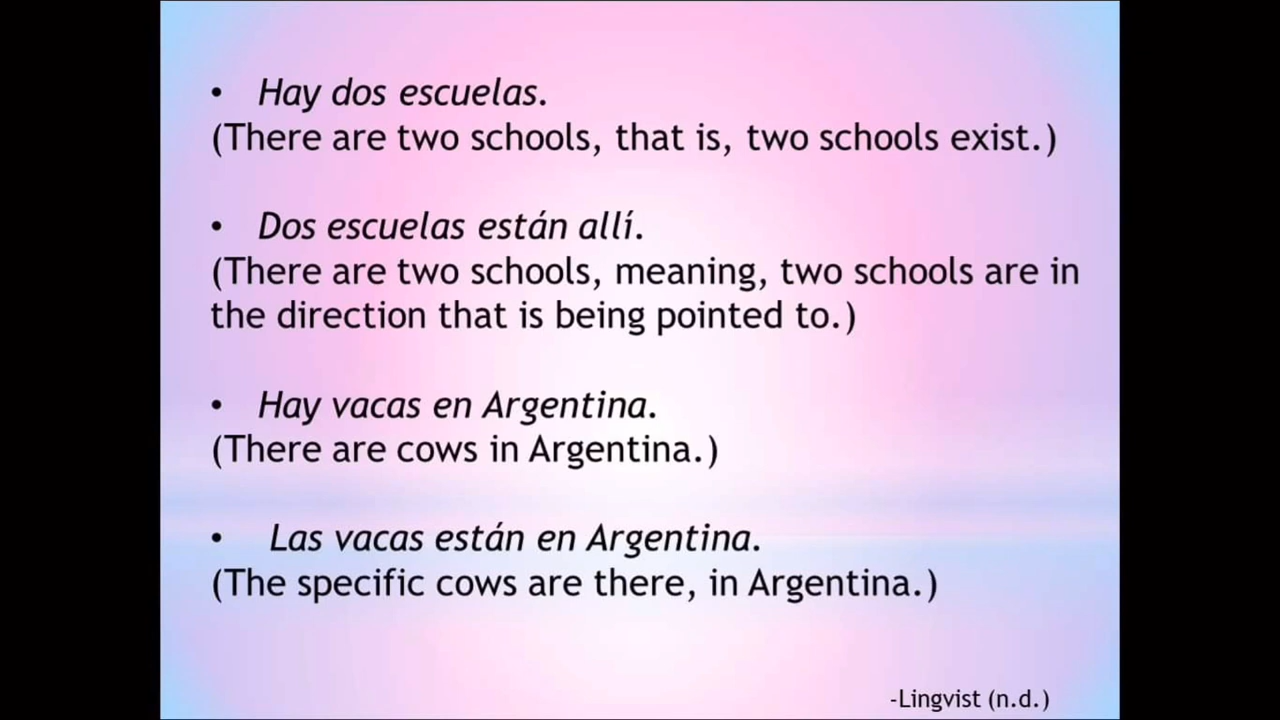 • Hay dos escuelas.
(There are two schools, that is, two schools exist.)
• Dos escuelas están allí.
(There are two schools, meaning, two schools are in
the direction that is being pointed to.)
• Hay vacas en Argentina.
(There are cows in Argentina.)
• Las vacas están en Argentina.
(The specific cows are there, in Argentina.)
-Lingvist (n.d.)